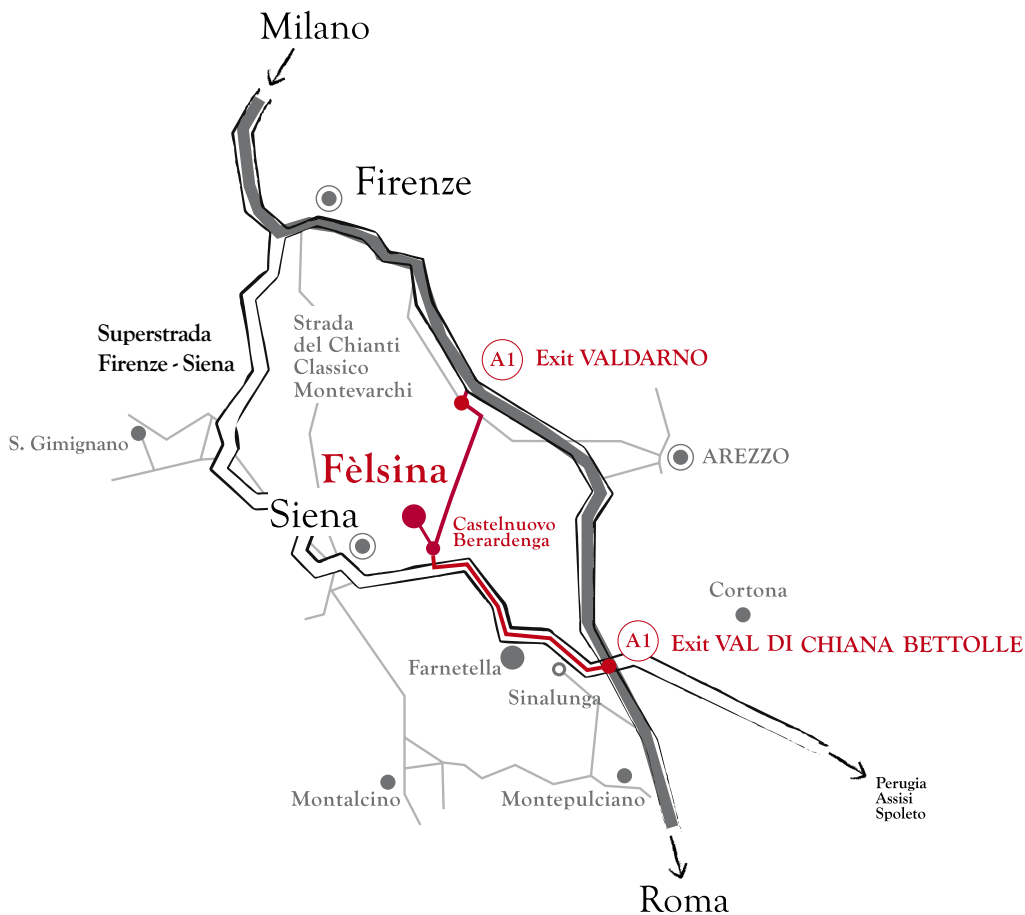 Milano
Firenze
Superstrada
Firenze - Siena
Strada
del Chianti
Classico
Montevarchi
A1
Exit VALDARNO
S. Gimignano
AREZZO
Fèlsina
Siena
Castelnuovo
Berardenga
Cortona
A1
Exit VAL DI CHIANA BETTOLLE
Farnetella
Sinalunga
Montalcino
Montepulciano
Perugia
Assisi
Spoleto
Roma